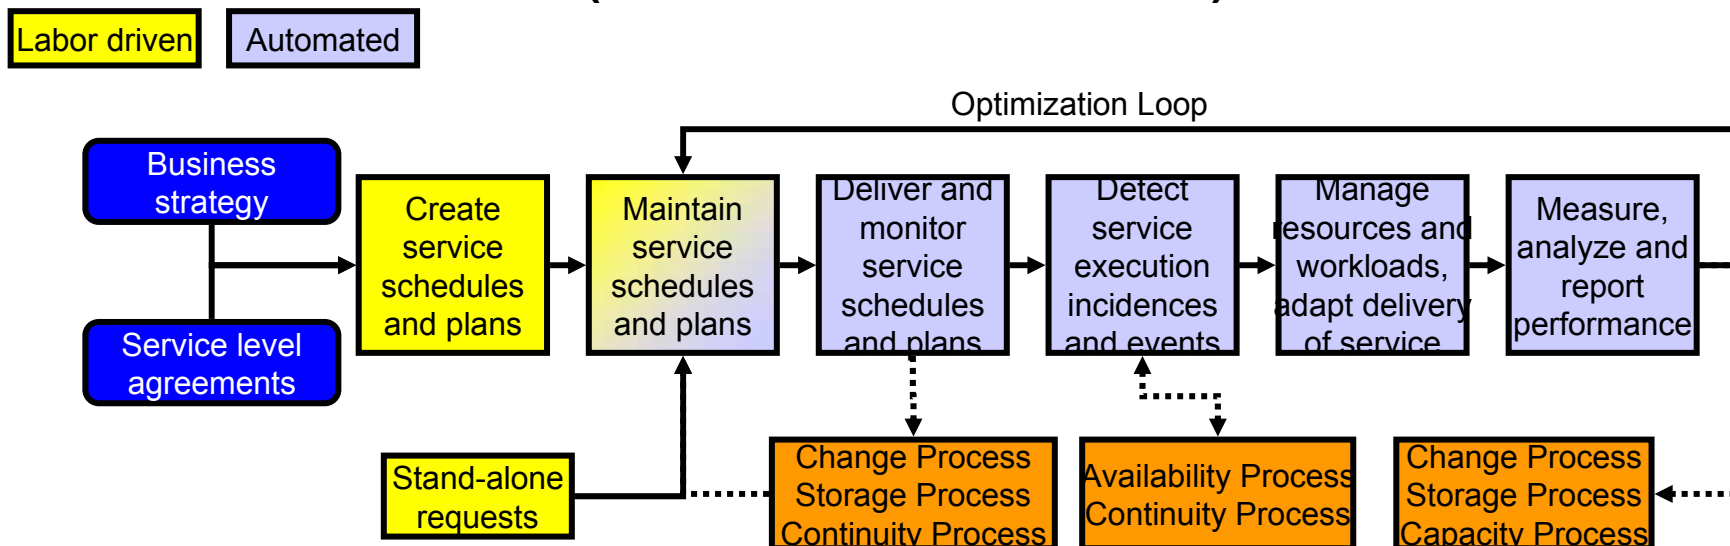 Labor driven
Automated
Optimization Loop
Business
strategy
Service level
agreements
Create
service
schedules
and plans
Maintain
service
schedules
and plans
Deliver and
monitor
service
schedules
and plans
Detect
service
execution
incidences
and events
Manage
resources and
workloads,
adapt delivery
of service
Measure,
analyze and
report
performance
Stand-alone
requests
Change Process
Storage Process
Continuity Process
Availability Process
Continuity Process
Change Process
Storage Process
Capacity Process